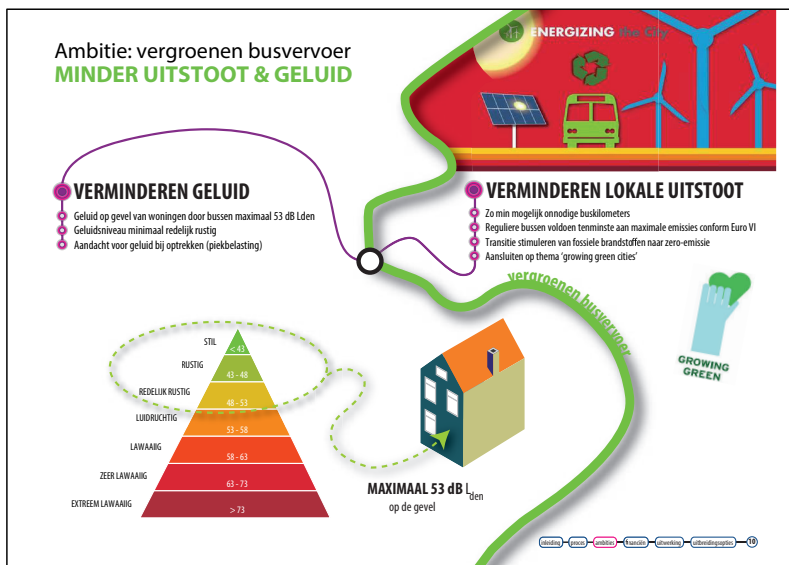 Ambitie: vergroenen busvervoer
MINDER UITSTOOT & GELUID
ENERGIZING the City
VERMINDEREN GELUID
Geluid op gevel van woningen door bussen maximaal 53 dB Lden
Geluidsniveau minimaal redelijk rustig
Aandacht voor geluid bij optrekken (piekbelasting)
VERMINDEREN LOKALE UITSTOOT
Zo min mogelijk onnodige buskilometers
Reguliere bussen voldoen tenminste aan maximale emissies conform Euro VI
Transitie stimuleren van fossiele brandstoffen naar zero-emissie
Aansluiten op thema ‘growing green cities’
vergroenen busvervoer
GROWING
GREEN
STIL
< 43
RUSTIG
43 - 48
REDELIJK RUSTIG
48 - 53
LUIDRUCHTIG
53 - 58
LAWAAIIG
58 - 63
ZEER LAWAAIIG
63 - 73
EXTREEM LAWAAIIG
> 73
MAXIMAAL 53 dB Lden
op de gevel
inleiding proces ambities financiën uitwerking uitbreidingsopties 10